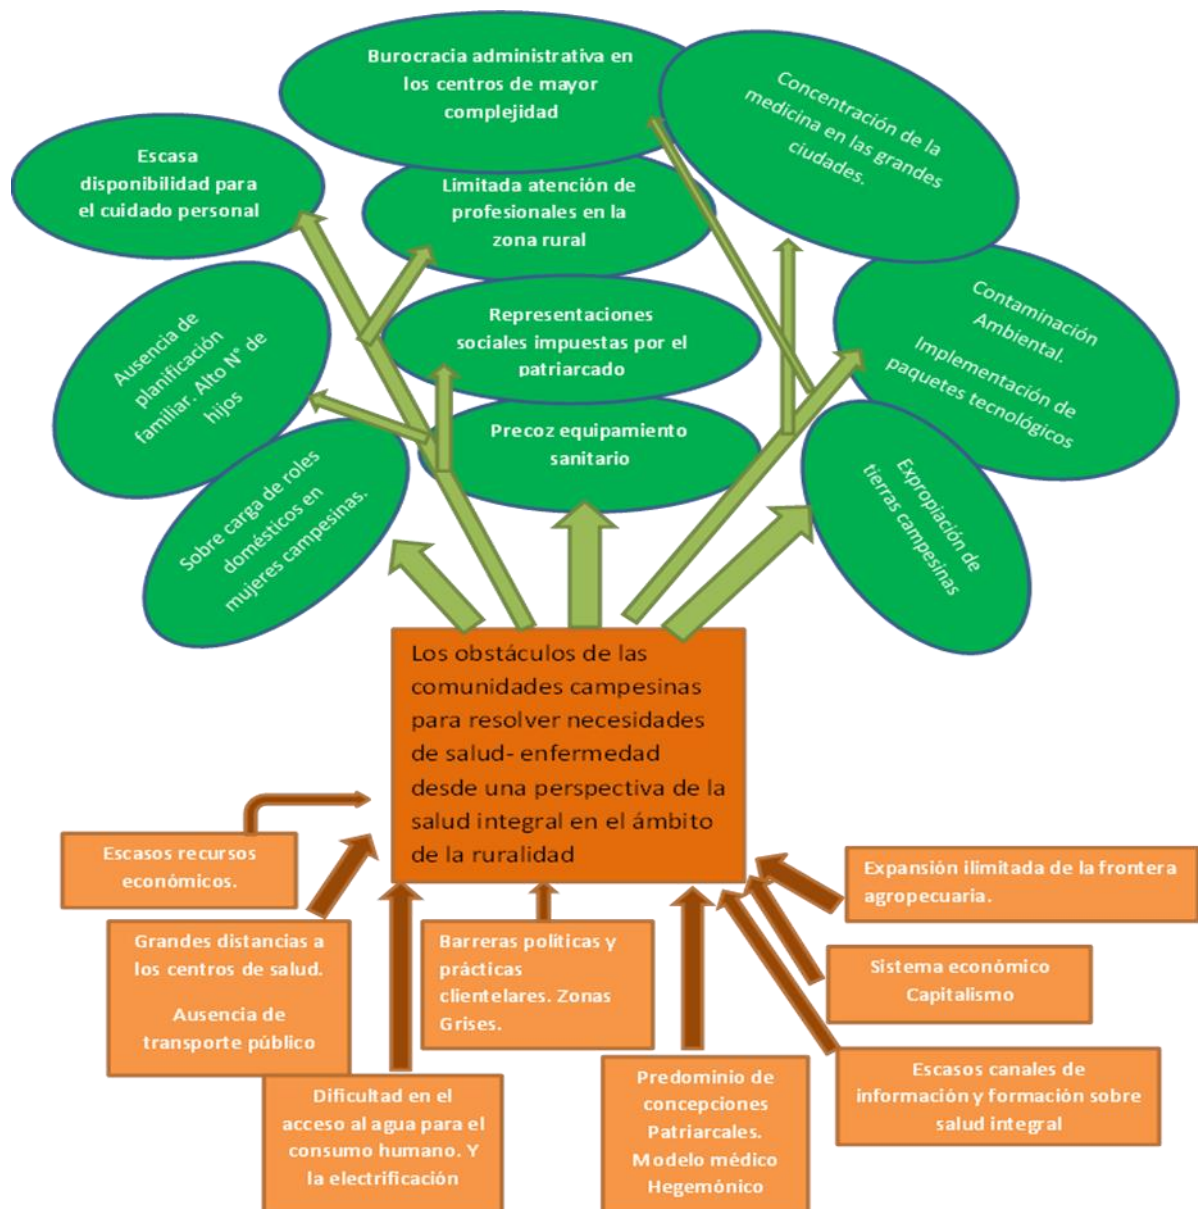 Burocracia administrativa en
los centros de mayor
complejidad
Concentración de la
medicina en las grandes
ciudades.
Escasa
disponibilidad para
el cuidado personal
Limitada atención de
profesionales en la
zona rural
Ausencia de
planificación
familiar. Alto N° de
hijos
Representaciones
sociales impuestas por el
patriarcado
Contaminación
Ambiental.
Implementación de
paquetes tecnológicos
Sobre carga de roles
domésticos en
mujeres campesinas.
Precoz equipamiento
sanitario
Expropiación de
tierras campesinas
Los obstáculos de las
comunidades campesinas
para resolver necesidades
de salud- enfermedad
desde una perspectiva de la
salud integral en el ámbito
de la ruralidad
Escasos recursos
económicos.
Expansión ilimitada de la frontera
agropecuaria.
Grandes distancias a
los centros de salud.
Ausencia de
transporte público
Barreras políticas y
prácticas
clientelares. Zonas
Grises.
Sistema económico
Capitalismo
Dificultad en el
acceso al agua para el
consumo humano. Y
la electrificación
Predominio de
concepciones
Patriarcales.
Modelo médico
Hegemónico
Escasos canales de
información y formación sobre
salud integral